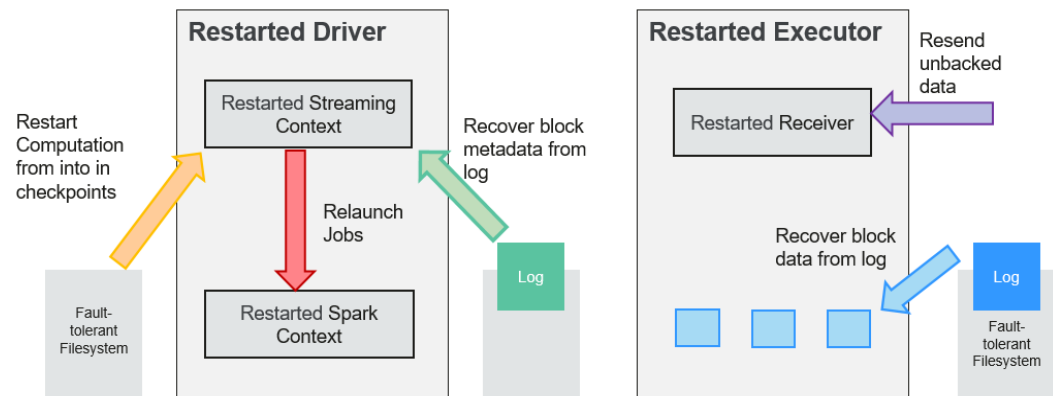 Restarted Driver
Restarted Streaming
Context
Restart
Computation
from into in
checkpoints
Recover block
metadata from
log
Relaunch
Jobs
Log
Restarted Spark
Context
Fault-
tolerant
Filesystem
Restarted Executor
Resend
unbacked
data
Restarted Receiver
Recover block
data from log
Log
Fault-
tolerant
Filesystem